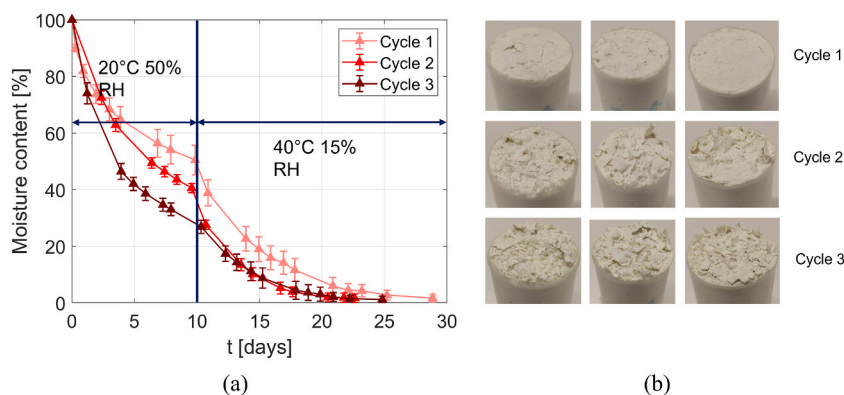 100
80
60
40
20
0
Moisture content [%]
0
5
10
15
20
25
30
t [days]
20°C 50%
RH
40°C 15%
RH
Cycle 1
Cycle 2
Cycle 3
(a)
Cycle 1
Cycle 2
Cycle 3
(b)